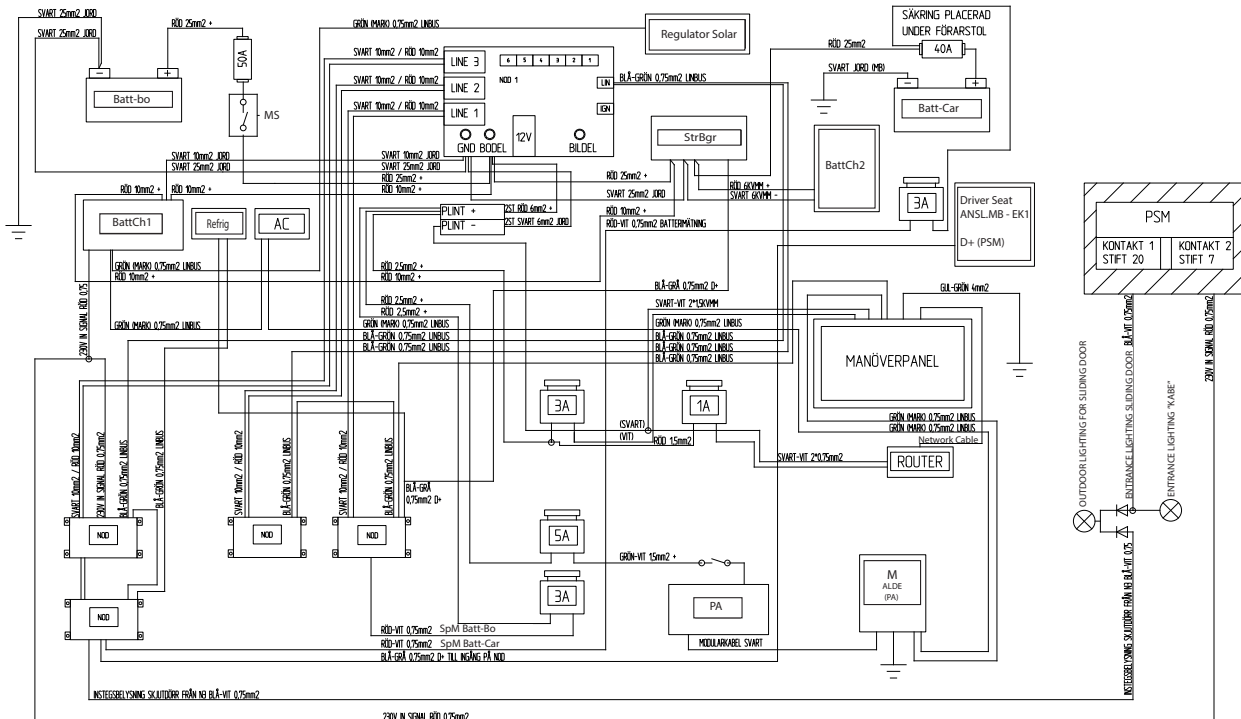 SVART 25mm2 JORD
SVART 25mm2 JORD
RÖD 25mm2 +
50A
Batt-bo
MS
GRÖN (MARK) 0.75mm2 LINBUS
Regulator Solar
SVART 10mm2 / RÖD 10mm2
SVART 10mm2 / RÖD 10mm2
SVART 10mm2 / RÖD 10mm2
LINE 3
LINE 2
LINE 1
6 5 4 3 2 1
NOD 1
LIN
IGN
GND BODEL
12V
BILDEL
BLÅ-GRÖN 0,75mm2 LINBUS
SÄKRING PLACERAD
UNDER FÖRARSTOL
40A
RÖD 25mm2
SVART JORD (MB)
Batt-Car
StrBgr
BattCh2
3A
Driver Seat
ANSL.MB - EK1
D+ (PSM)
PSM
KONTAKT 1
STIFT 20
KONTAKT 2
STIFT 7
SVART 10mm2 JORD
SVART 25mm2 JORD
SVART 10mm2 JORD
SVART 25mm2 JORD
RÖD 25mm2 +
RÖD 10mm2 +
RÖD 10mm2 +
RÖD 10mm2 +
RÖD 25mm2 +
SVART 25mm2 JORD
RÖD 10mm2 +
RÖD-VIT 0,75mm2 BATTERIMÄTNING
RÖD 6KVMM +
SVART 6KVMM -
BattCh1
Refrig
AC
PLINT +
PLINT -
2ST RÖD 6mm2 +
2ST SVART 6mm2 JORD
GRÖN (MARK) 0.75mm2 LINBUS
RÖD 10mm2 +
RÖD 2,5mm2 +
230V IN SIGNAL RÖD 0,75
BLÅ-GRÅ 0,75mm2 D+
SVART-VIT 2*1,5KVMM
GUL-GRÖN 4mm2
RÖD 2,5mm2 +
RÖD 2,5mm2 +
GRÖN (MARK) 0.75mm2 LINBUS
GRÖN (MARK) 0.75mm2 LINBUS
BLÅ-GRÖN 0,75mm2 LINBUS
BLÅ-GRÖN 0,75mm2 LINBUS
BLÅ-GRÖN 0,75mm2 LINBUS
GRÖN (MARK) 0.75mm2 LINBUS
BLÅ-GRÖN 0,75mm2 LINBUS
BLÅ-GRÖN 0,75mm2 LINBUS
MANÖVERPANEL
BLÅ-VIT 0,75mm2
230V IN SIGNAL RÖD 0,75mm2
3A
1A
(SVART)
(VIT)
RÖD 1,5mm2
GRÖN (MARK) 0.75mm2 LINBUS
GRÖN (MARK) 0.75mm2 LINBUS
Network Cable
ROUTER
SVART-VIT 2*0,75mm2
OUTDOOR LIGHTING FOR SLIDING DOOR
ENTRANCE LIGHTING SLIDING DOOR
ENTRANCE LIGHTING "KABE"
SVART 10mm2 / RÖD 10mm2
230V IN SIGNAL RÖD 0,75mm2
BLÅ-GRÖN 0,75mm2 LINBUS
BLÅ-GRÖN 0,75mm2 LINBUS
SVART 10mm2 / RÖD 10mm2
BLÅ-GRÖN 0,75mm2 LINBUS
SVART 10mm2 / RÖD 10mm2
BLÅ-GRÖN 0,75mm2 LINBUS
BLÅ-GRÅ
0,75mm2 D+
NOD
NOD
NOD
NOD
5A
3A
GRÖN-VIT 1,5mm2 +
PA
MODULARKABEL SVART
M
ALDE
(PA)
RÖD-VIT 0,75mm2 SpM Batt-Bo
RÖD-VIT 0,75mm2 SpM Batt-Car
BLÅ-GRÅ 0,75mm2 D+ TILL INGÅNG PÅ NOD
INSTEGSBELYSNING SKJUTDÖRR FRÅN N3 BLÅ-VIT 0,75
INSTEGSBELYSNING SKJUTDÖRR FRÅN N3 BLÅ-VIT 0,75mm2
230V IN SIGNAL RÖD 0,75mm2